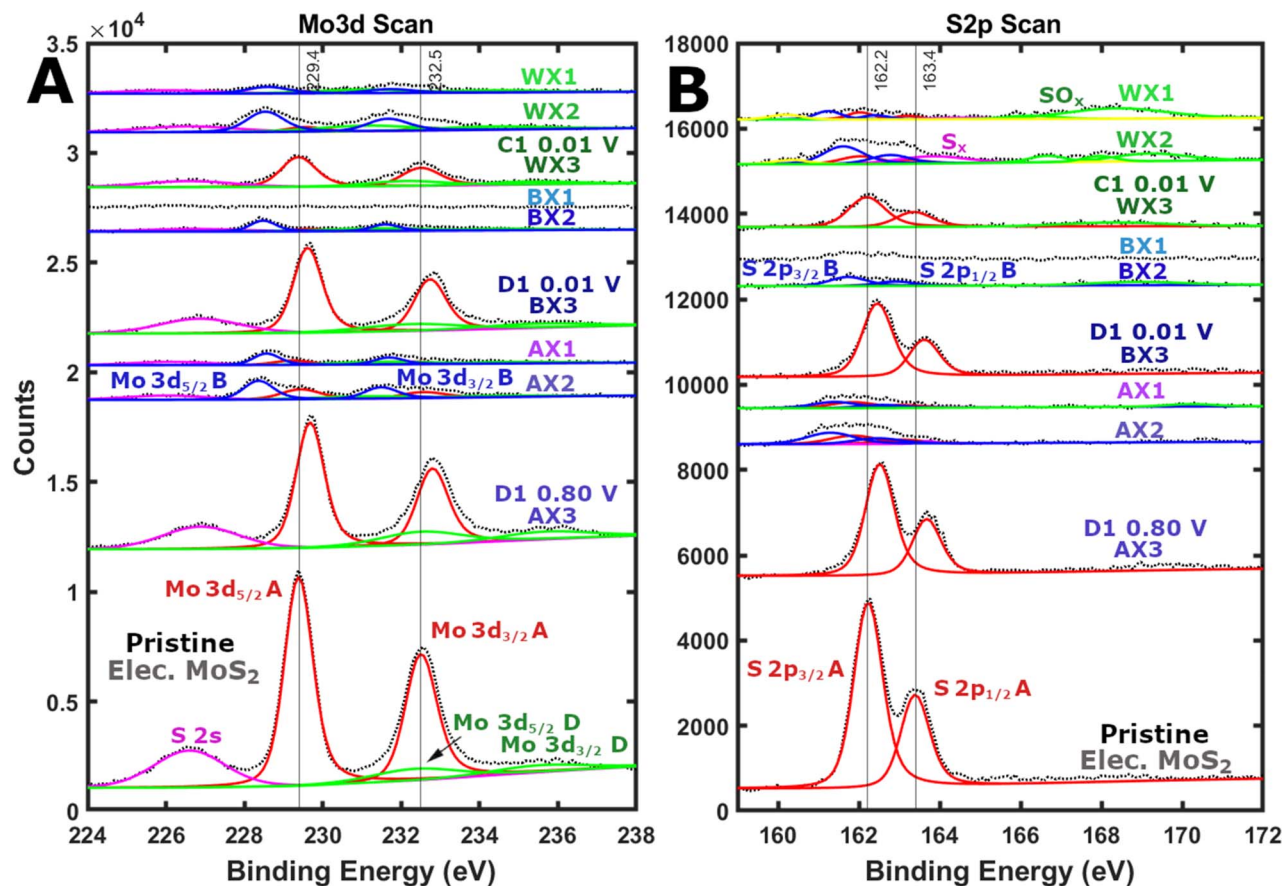 Mo3d Scan
×10⁴
A
Counts
3.5
3
2.5
2
1.5
1
0.5
0
229.4
232.5
WX1
WX2
C1 0.01 V
WX3
BX1
BX2
D1 0.01 V
BX3
AX1
Mo 3d5/2 B
Mo 3d3/2 B
AX2
D1 0.80 V
AX3
Mo 3d5/2 A
Mo 3d3/2 A
Pristine
Elec. MoS₂
S 2s
Mo 3d5/2 D
Mo 3d3/2 D
224 226 228 230 232 234 236 238
Binding Energy (eV)
S2p Scan
B
18000
16000
14000
12000
10000
8000
6000
4000
2000
0
162.2
163.4
SOx
WX1
Sx
WX2
C1 0.01 V
WX3
BX1
S 2p3/2 B
S 2p1/2 B
BX2
D1 0.01 V
BX3
AX1
AX2
D1 0.80 V
AX3
S 2p3/2 A
S 2p1/2 A
Pristine
Elec. MoS₂
160 162 164 166 168 170 172
Binding Energy (eV)